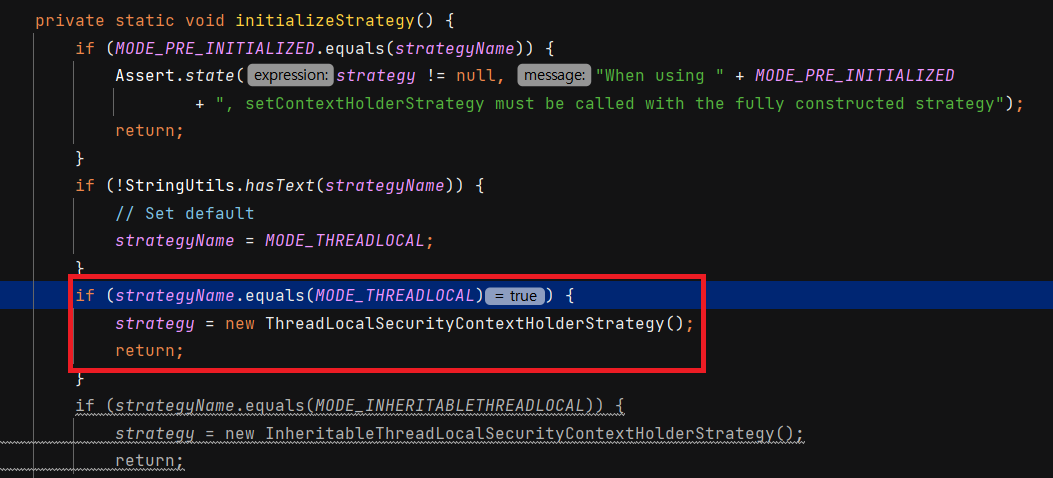 private static void initializeStrategy() {
if (MODE_PRE_INITIALIZED.equals(strategyName)) {
Assert.state( expression: strategy != null, message: "When using " + MODE_PRE_INITIALIZED
+ ", setContextHolderStrategy must be called with the fully constructed strategy");
return;
}
if (!StringUtils.hasText(strategyName)) {
// Set default
strategyName = MODE_THREADLOCAL;
}
if (strategyName.equals(MODE_THREADLOCAL) = true ) {
strategy = new ThreadLocalSecurityContextHolderStrategy();
return;
}
if (strategyName.equals(MODE_INHERITABLETHREADLOCAL)) {
strategy = new InheritableThreadLocalSecurityContextHolderStrategy();
return;